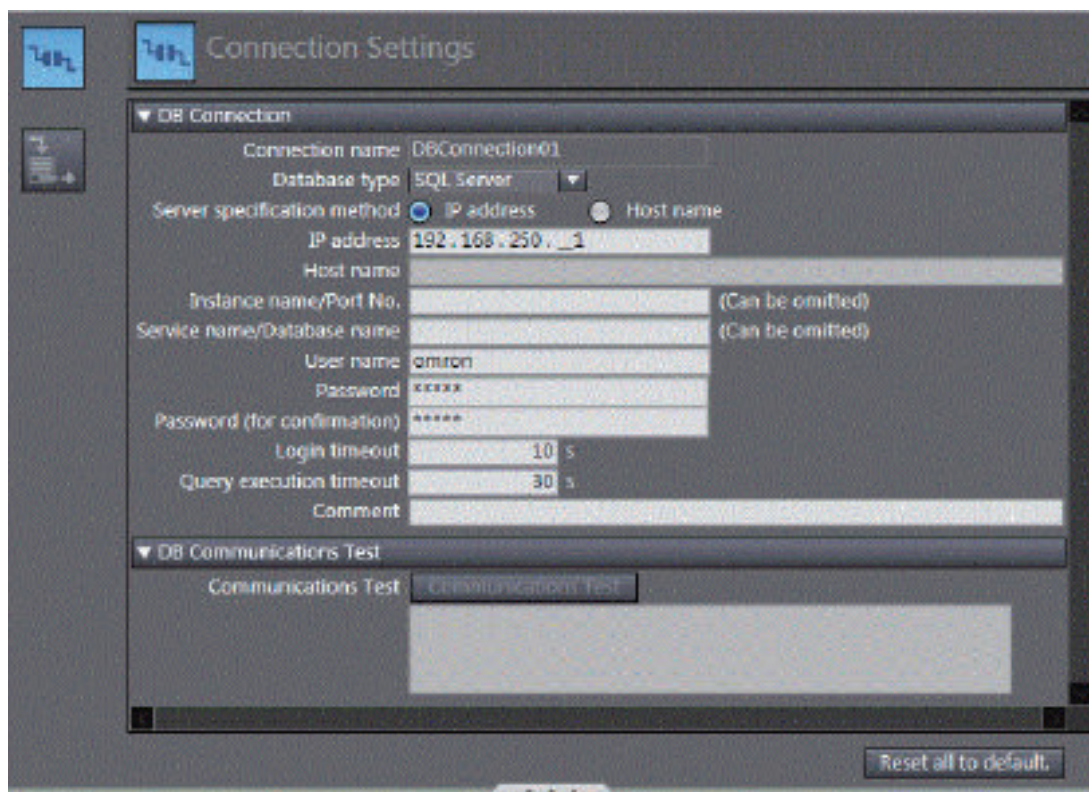 Connection Settings
▼ DB Connection
Connection name DBConnection01
Database type SQL Server ▼
Server specification method IP address Host name
IP address 192.168.250.__1
Host name
Instance name/Port No. (Can be omitted)
Service name/Database name (Can be omitted)
User name omron
Password *****
Password (for confirmation) *****
Login timeout 10 s
Query execution timeout 30 s
Comment
▼ DB Communications Test
Communications Test Communications Test
Reset all to default.